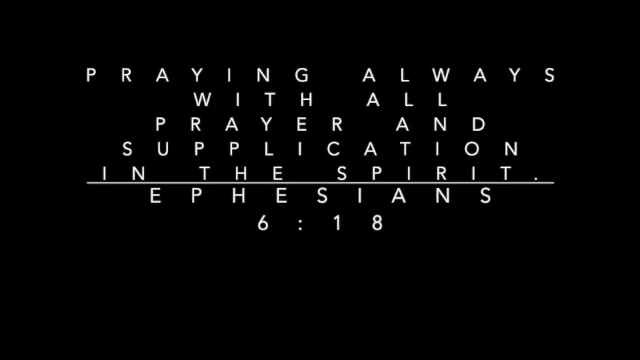 PRAYING ALWAYS
WITH ALL
PRAYER AND
SUPPLICATION
IN THE SPIRIT.
EPHESIANS
6:18